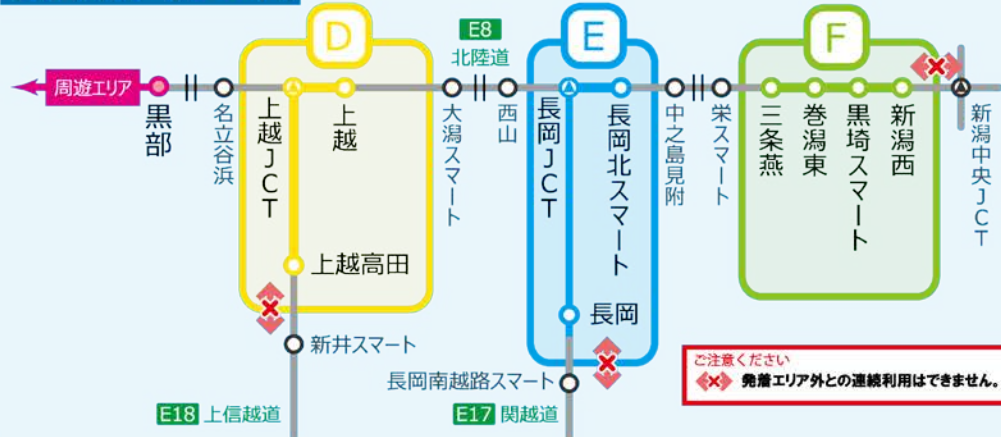 D
E
F
E8
北陸道
周遊エリア
黒部
名立谷浜
上越JCT
上越
大潟スマート
西山
長岡JCT
長岡北スマート
中之島見附
栄スマート
三条燕
巻潟東
黒埼スマート
新潟西
新潟中央JCT
上越高田
長岡
新井スマート
長岡南越路スマート
E18 上信越道
E17 関越道
ご注意ください
発着エリア外との連続利用はできません。